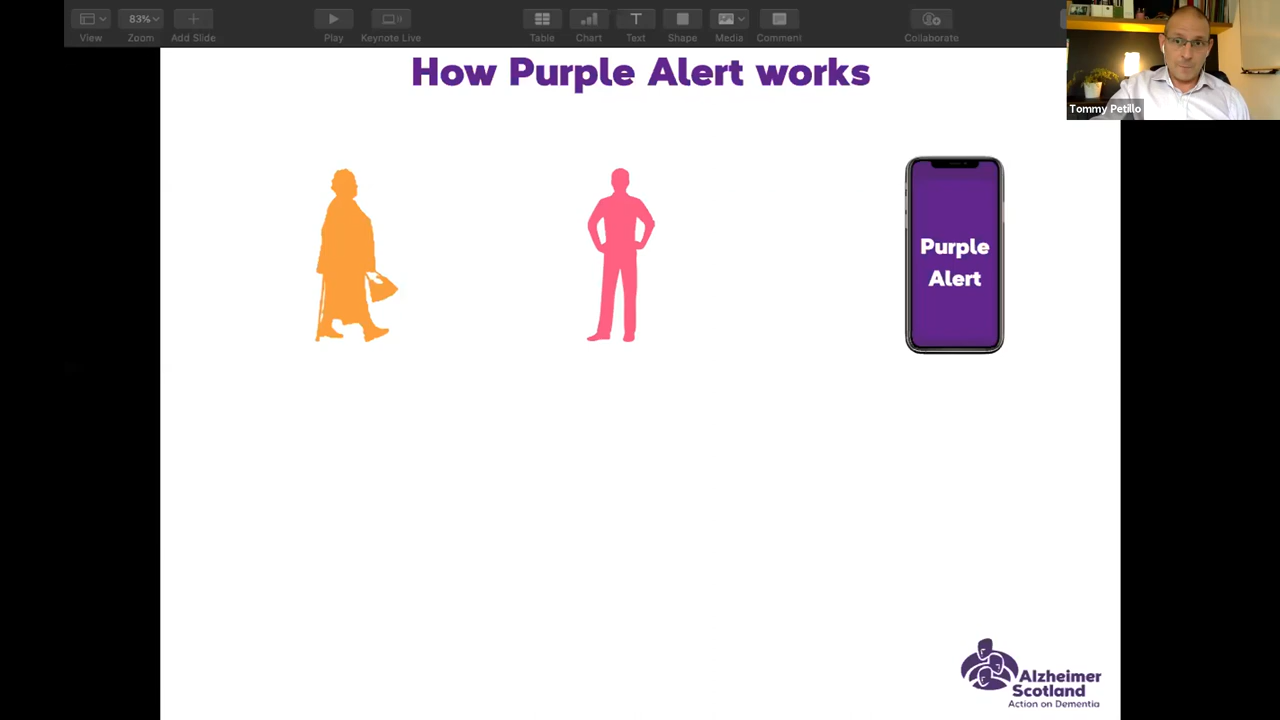 83%
View
Zoom
Add Slide
Play
Keynote Live
Table
Chart
Text
Shape
Media
Comment
Collaborate
Tommy Petillo
How Purple Alert works
Purple
Alert
Alzheimer
Scotland
Action on Dementia